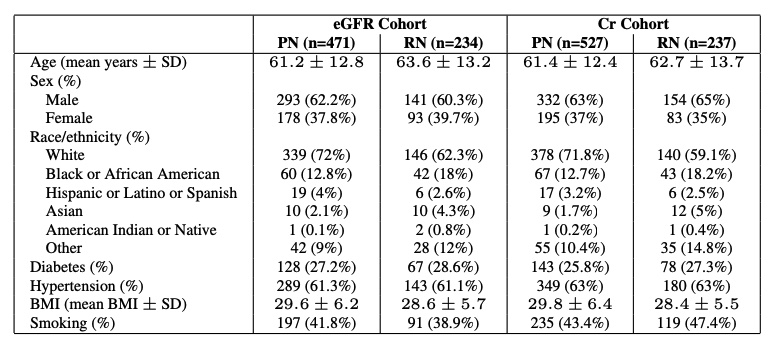 eGFR Cohort Cr Cohort
PN (n=471) RN (n=234) PN (n=527) RN (n=237)
Age (mean years ± SD) 61.2 ± 12.8 63.6 ± 13.2 61.4 ± 12.4 62.7 ± 13.7
Sex (%)
Male 293 (62.2%) 141 (60.3%) 332 (63%) 154 (65%)
Female 178 (37.8%) 93 (39.7%) 195 (37%) 83 (35%)
Race/ethnicity (%)
White 339 (72%) 146 (62.3%) 378 (71.8%) 140 (59.1%)
Black or African American 60 (12.8%) 42 (18%) 67 (12.7%) 43 (18.2%)
Hispanic or Latino or Spanish 19 (4%) 6 (2.6%) 17 (3.2%) 6 (2.5%)
Asian 10 (2.1%) 10 (4.3%) 9 (1.7%) 12 (5%)
American Indian or Native 1 (0.1%) 2 (0.8%) 1 (0.2%) 1 (0.4%)
Other 42 (9%) 28 (12%) 55 (10.4%) 35 (14.8%)
Diabetes (%) 128 (27.2%) 67 (28.6%) 143 (25.8%) 78 (27.3%)
Hypertension (%) 289 (61.3%) 143 (61.1%) 349 (63%) 180 (63%)
BMI (mean BMI ± SD) 29.6 ± 6.2 28.6 ± 5.7 29.8 ± 6.4 28.4 ± 5.5
Smoking (%) 197 (41.8%) 91 (38.9%) 235 (43.4%) 119 (47.4%)